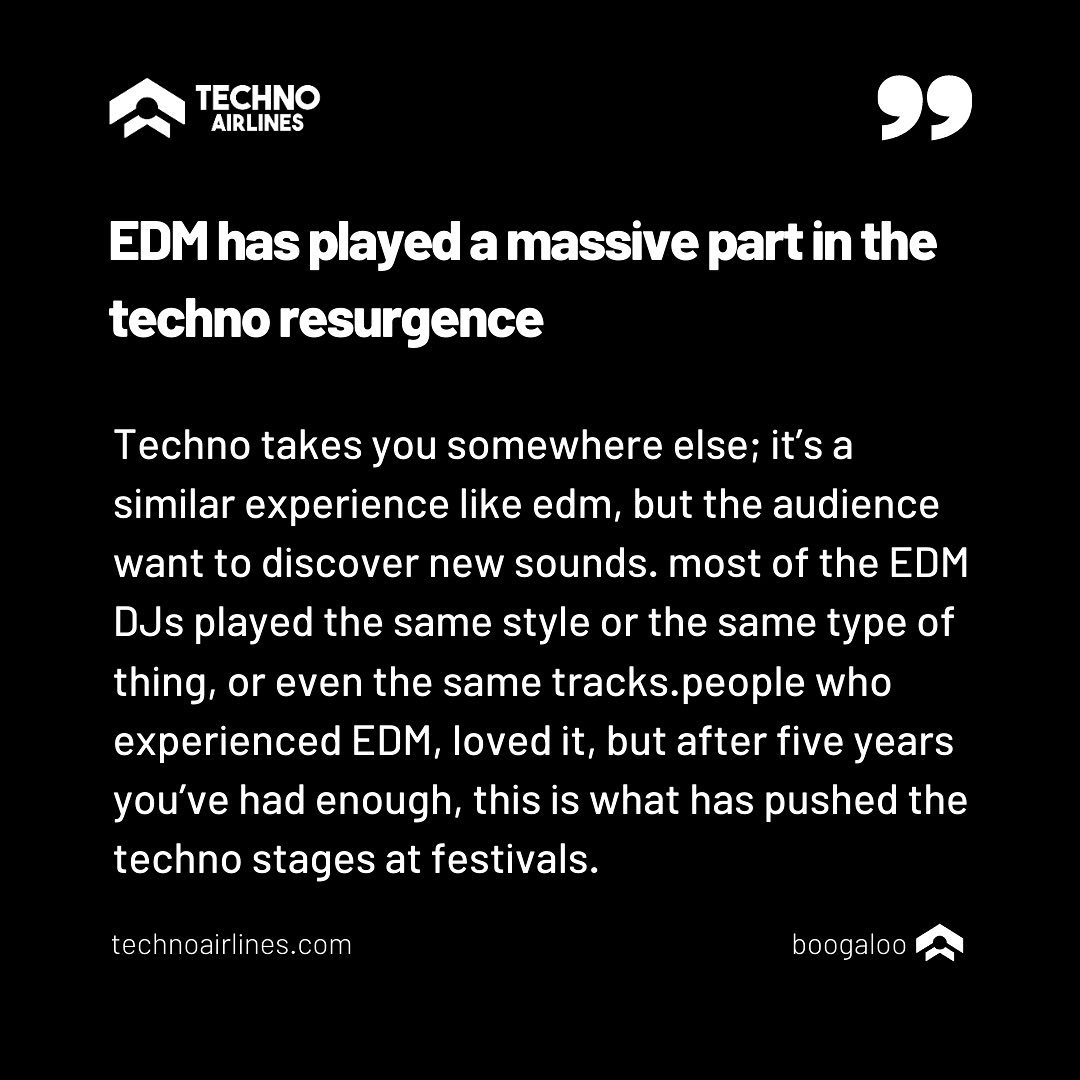 TECHNO
AIRLINES
”
EDM has played a massive part in the
techno resurgence
Techno takes you somewhere else; it’s a
similar experience like edm, but the audience
want to discover new sounds. most of the EDM
DJs played the same style or the same type of
thing, or even the same tracks.people who
experienced EDM, loved it, but after five years
you’ve had enough, this is what has pushed the
techno stages at festivals.
technoairlines.com
boogaloo